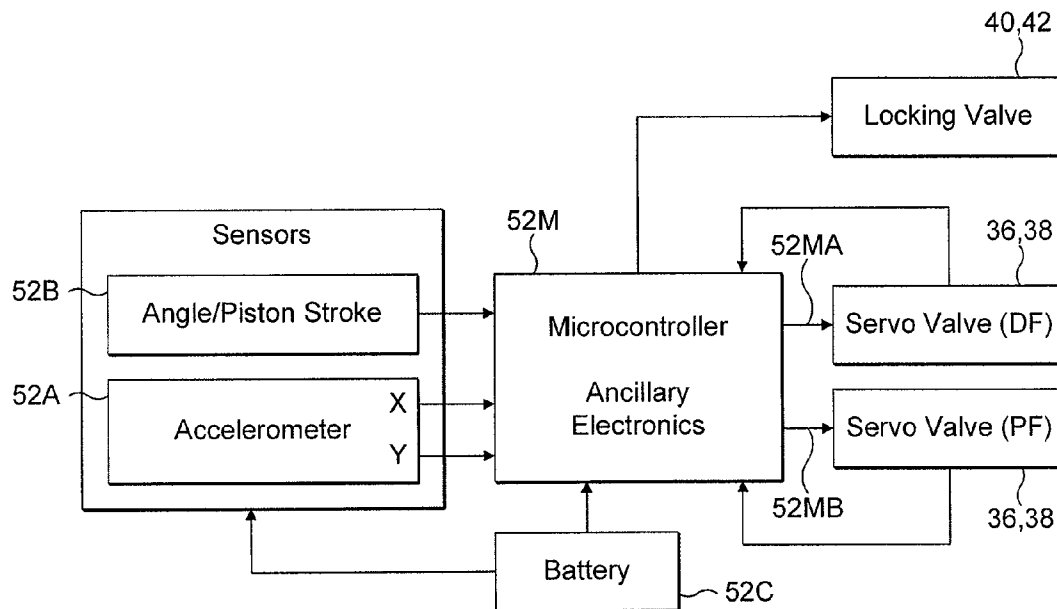 40,42
Locking Valve
Sensors
52M
52MA
36,38
52B
Angle/Piston Stroke
Microcontroller
Servo Valve (DF)
52A
Accelerometer
X
Y
Ancillary
Electronics
Servo Valve (PF)
52MB
36,38
Battery
52C